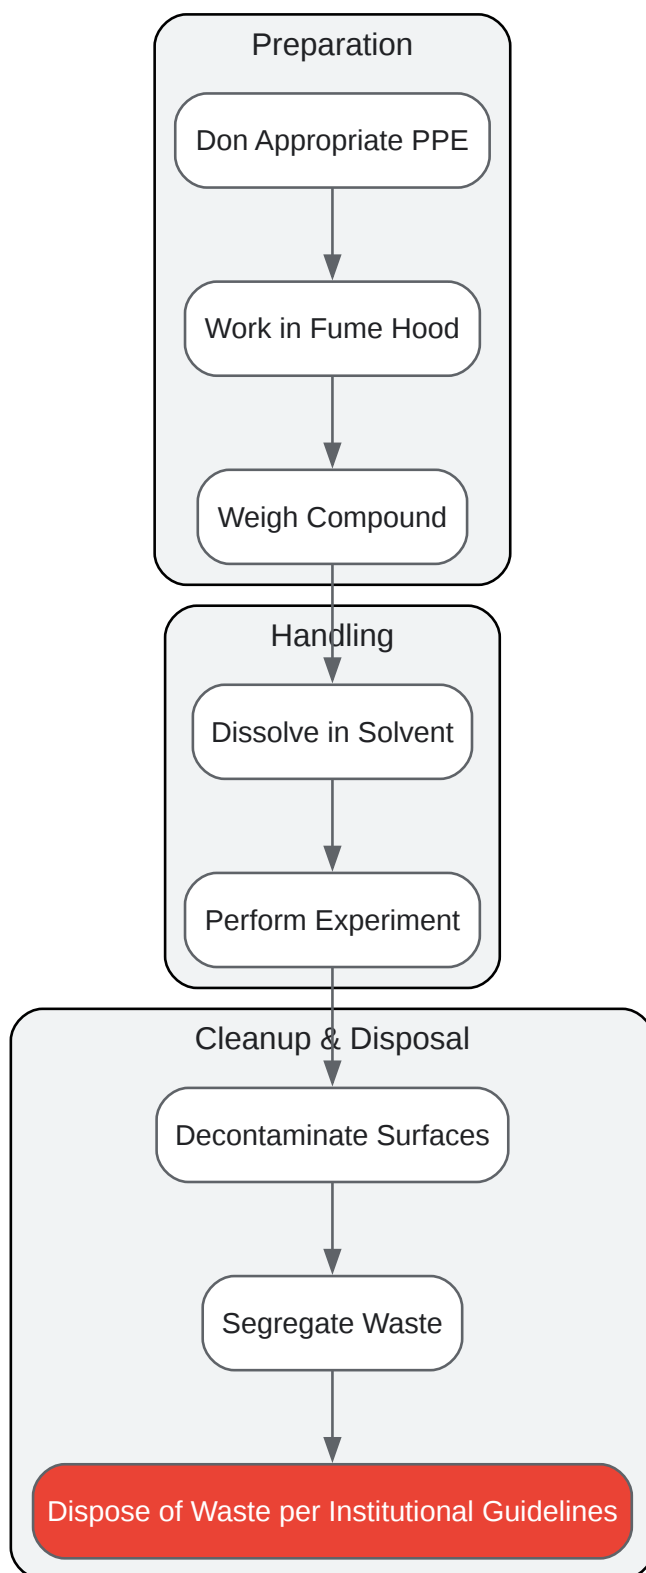 Preparation
Don Appropriate PPE
Work in Fume Hood
Weigh Compound
Handling
Dissolve in Solvent
Perform Experiment
Cleanup & Disposal
Decontaminate Surfaces
Segregate Waste
Dispose of Waste per Institutional Guidelines